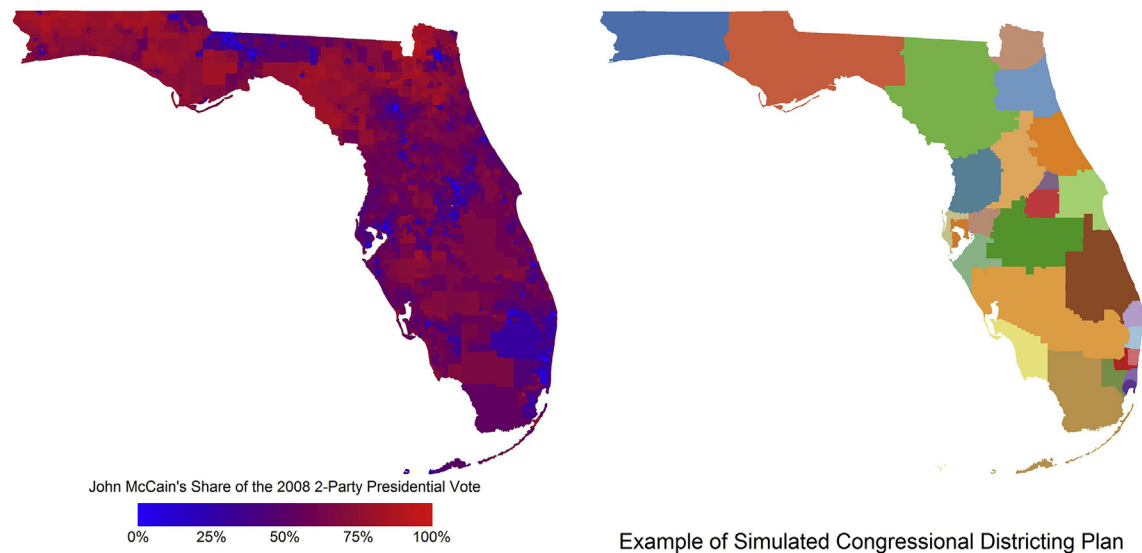 John McCain's Share of the 2008 2-Party Presidential Vote
0% 25% 50% 75% 100%
Example of Simulated Congressional Districting Plan